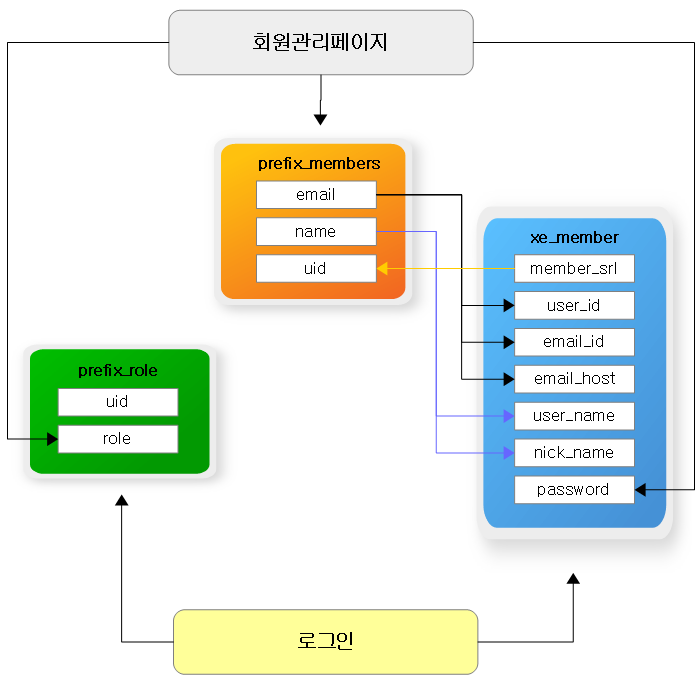 회원관리페이지
prefix_members
email
name
uid
xe_member
member_srl
user_id
email_id
email_host
user_name
nick_name
password
prefix_role
uid
role
로그인